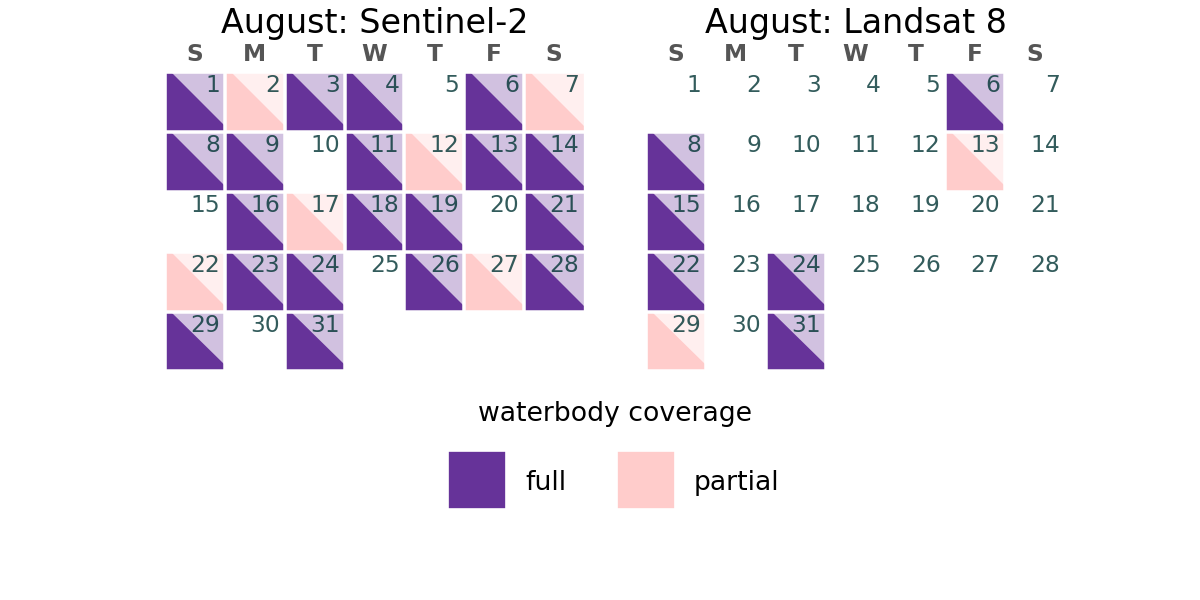 August: Sentinel-2
S M T W T F S
1 2 3 4 5 6 7
8 9 10 11 12 13 14
15 16 17 18 19 20 21
22 23 24 25 26 27 28
29 30 31
August: Landsat 8
S M T W T F S
1 2 3 4 5 6 7
8 9 10 11 12 13 14
15 16 17 18 19 20 21
22 23 24 25 26 27 28
29 30 31
waterbody coverage
full
partial